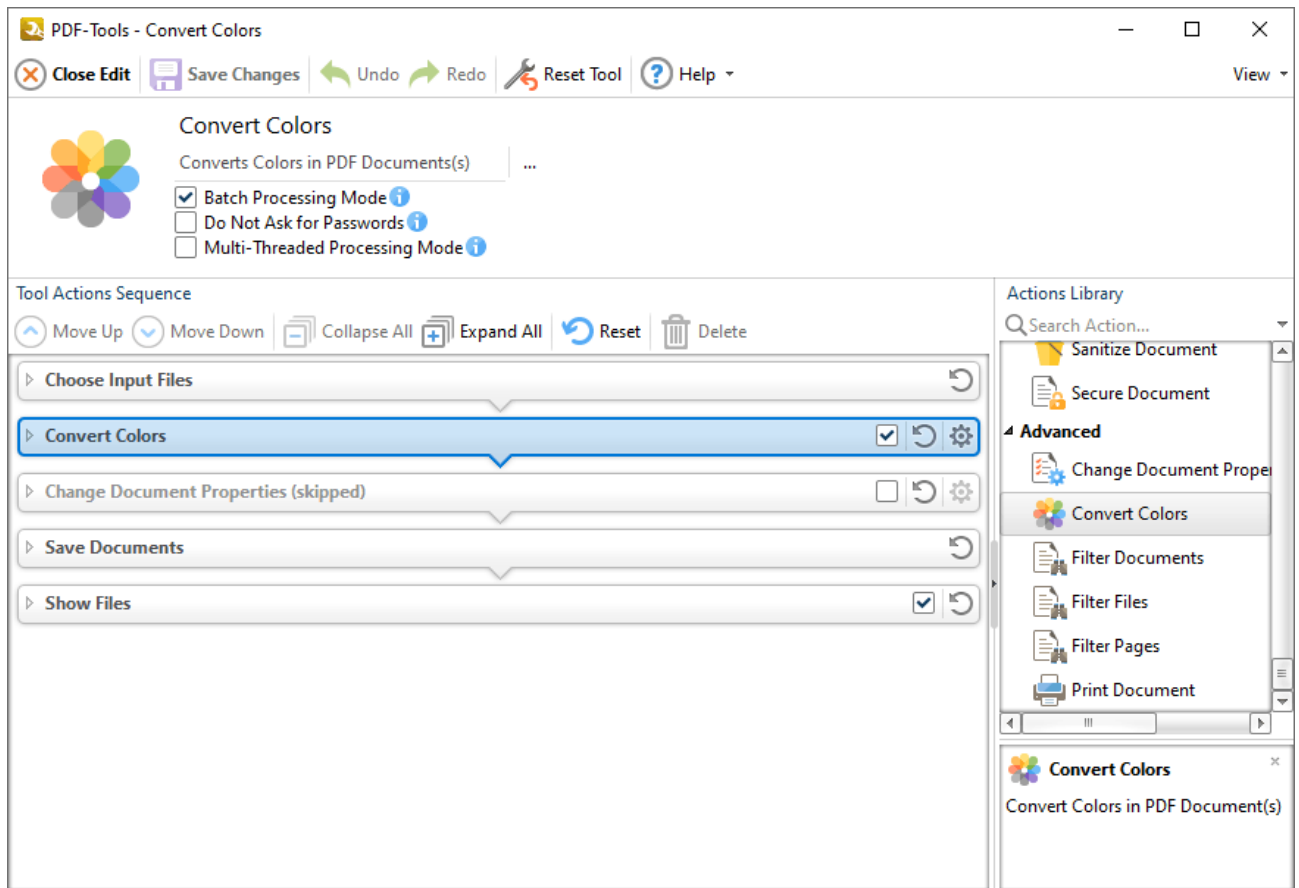 PDF-Tools - Convert Colors
Close Edit Save Changes Undo Redo Reset Tool ? Help View
Convert Colors
Converts Colors in PDF Documents(s) ...
Batch Processing Mode
Do Not Ask for Passwords
Multi-Threaded Processing Mode
Tool Actions Sequence
Move Up Move Down Collapse All Expand All Reset Delete
Choose Input Files
Convert Colors
Change Document Properties (skipped)
Save Documents
Show Files
Actions Library
Search Action...
Sanitize Document
Secure Document
Advanced
Change Document Proper
Convert Colors
Filter Documents
Filter Files
Filter Pages
Print Document
Convert Colors
Convert Colors in PDF Document(s)